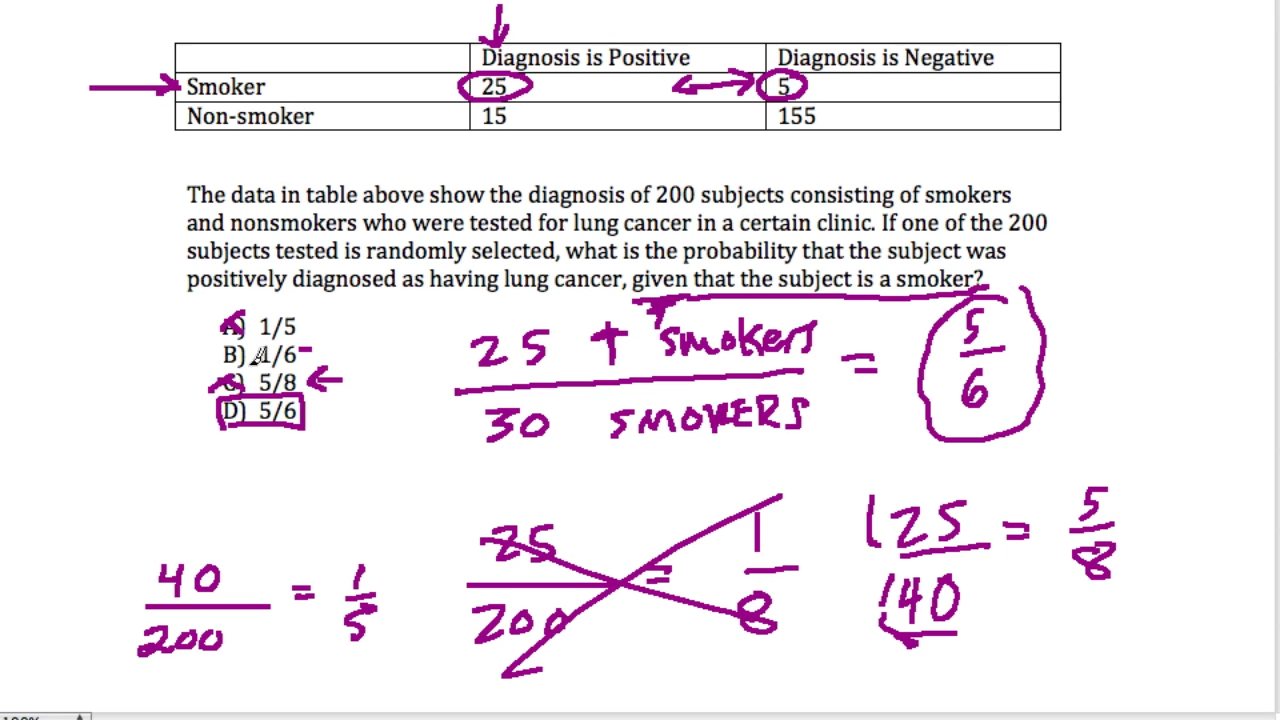 Diagnosis is Positive Diagnosis is Negative
Smoker 25 5
Non-smoker 15 155
The data in table above show the diagnosis of 200 subjects consisting of smokers
and nonsmokers who were tested for lung cancer in a certain clinic. If one of the 200
subjects tested is randomly selected, what is the probability that the subject was
positively diagnosed as having lung cancer, given that the subject is a smoker?
A) 1/5
B) 1/6
C) 5/8
D) 5/6
25 + smokers
30 SMOKERS
= 5/6
40/200 = 1/5
25/200 = 1/8
25/40 = 5/8
100%